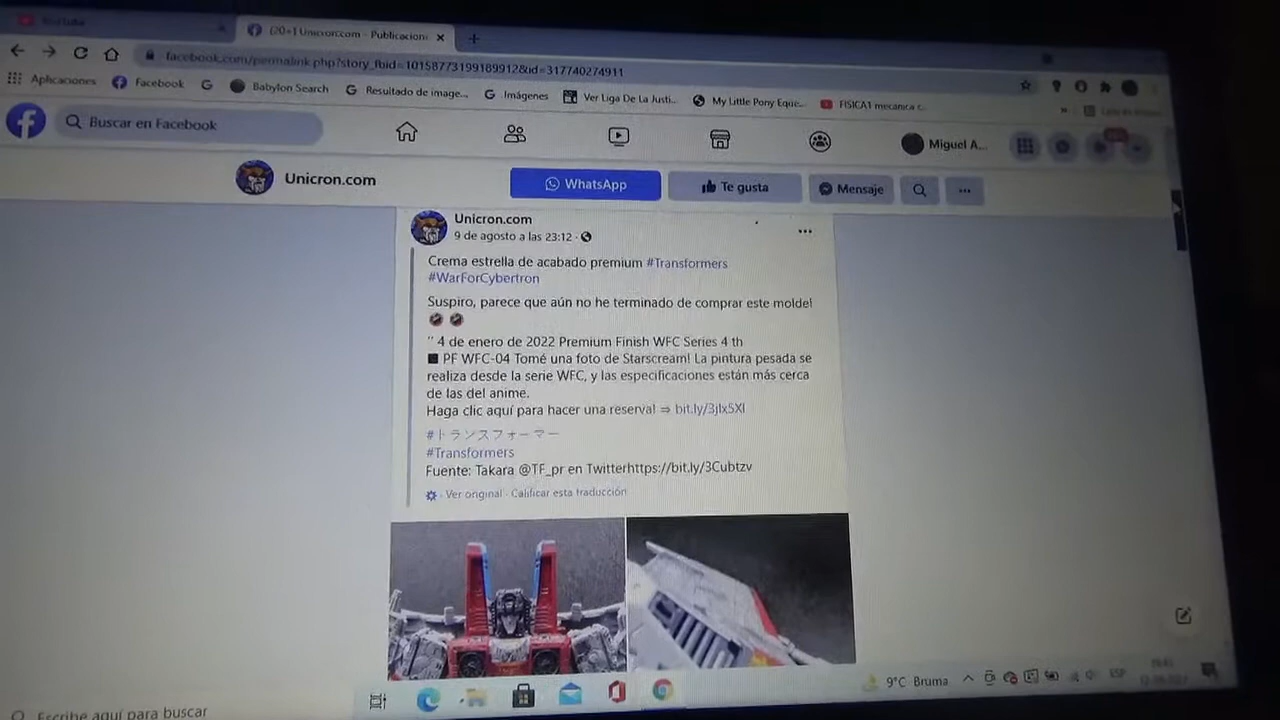 YouTube
(20+) Unicron.com - Publicacion
facebook.com/permalink.php?story_fbid=10158773199189912&id=317740274911
Aplicaciones
Facebook
Babylon Search
Resultado de image...
Imágenes
Ver Liga De La Justi...
My Little Pony Eque...
FISICA1 mecánica c...
Buscar en Facebook
Miguel A...
Unicron.com
WhatsApp
Te gusta
Mensaje
Unicron.com
9 de agosto a las 23:12 ·
Crema estrella de acabado premium #Transformers
#WarForCybertron
Suspiro, parece que aún no he terminado de comprar este molde!
" 4 de enero de 2022 Premium Finish WFC Series 4 th
PF WFC-04 Tomé una foto de Starscream! La pintura pesada se
realiza desde la serie WFC, y las especificaciones están más cerca
de las del anime.
Haga clic aquí para hacer una reserva! ⇒ bit.ly/3jlx5Xl
#トランスフォーマー
#Transformers
Fuente: Takara @TF_pr en Twitterhttps://bit.ly/3Cubtzv
· Ver original · Calificar esta traducción
Escribe aquí para buscar
9°C Bruma
ESP